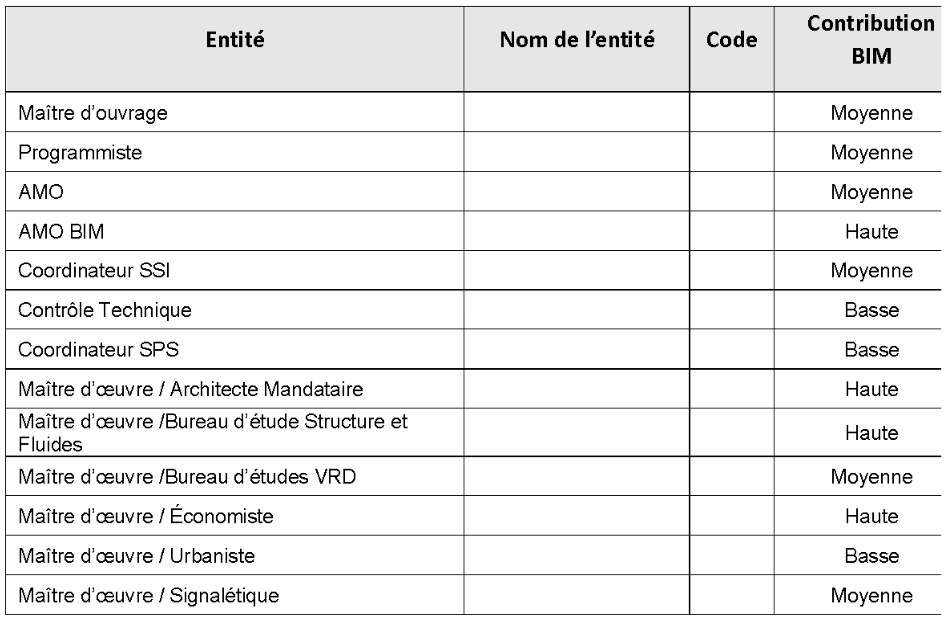 Entité Nom de l'entité Code Contribution BIM
Maître d'ouvrage Moyenne
Programmiste Moyenne
AMO Moyenne
AMO BIM Haute
Coordinateur SSI Moyenne
Contrôle Technique Basse
Coordinateur SPS Basse
Maître d'œuvre / Architecte Mandataire Haute
Maître d'œuvre /Bureau d'étude Structure et
Fluides Haute
Maître d'œuvre /Bureau d'études VRD Moyenne
Maître d'œuvre / Économiste Haute
Maître d'œuvre / Urbaniste Basse
Maître d'œuvre / Signalétique Moyenne